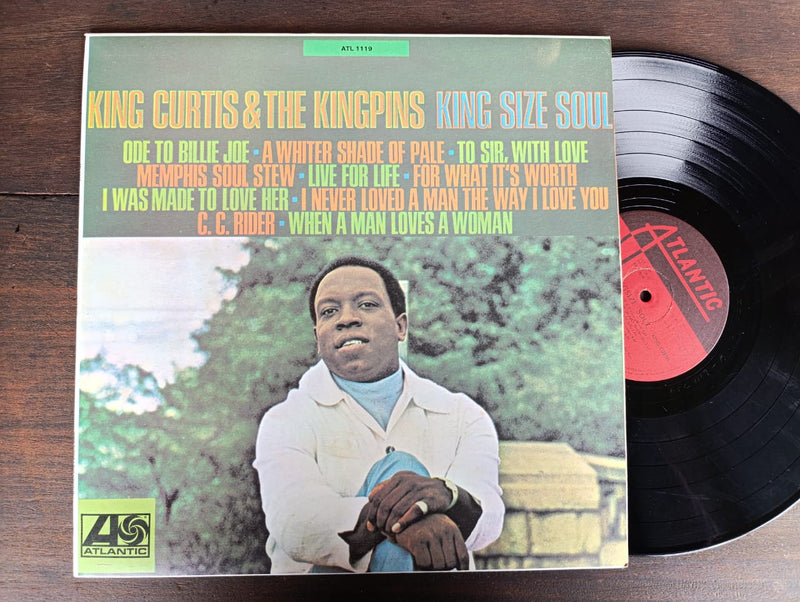 ATL 1119
KING CURTIS & THE KINGPINS KING SIZE SOUL
ODE TO BILLIE JOE • A WHITER SHADE OF PALE • TO SIR, WITH LOVE
MEMPHIS SOUL STEW • LIVE FOR LIFE • FOR WHAT IT'S WORTH
I WAS MADE TO LOVE HER • I NEVER LOVED A MAN THE WAY I LOVE YOU
C. C. RIDER • WHEN A MAN LOVES A WOMAN
ATLANTIC
ATLANTIC